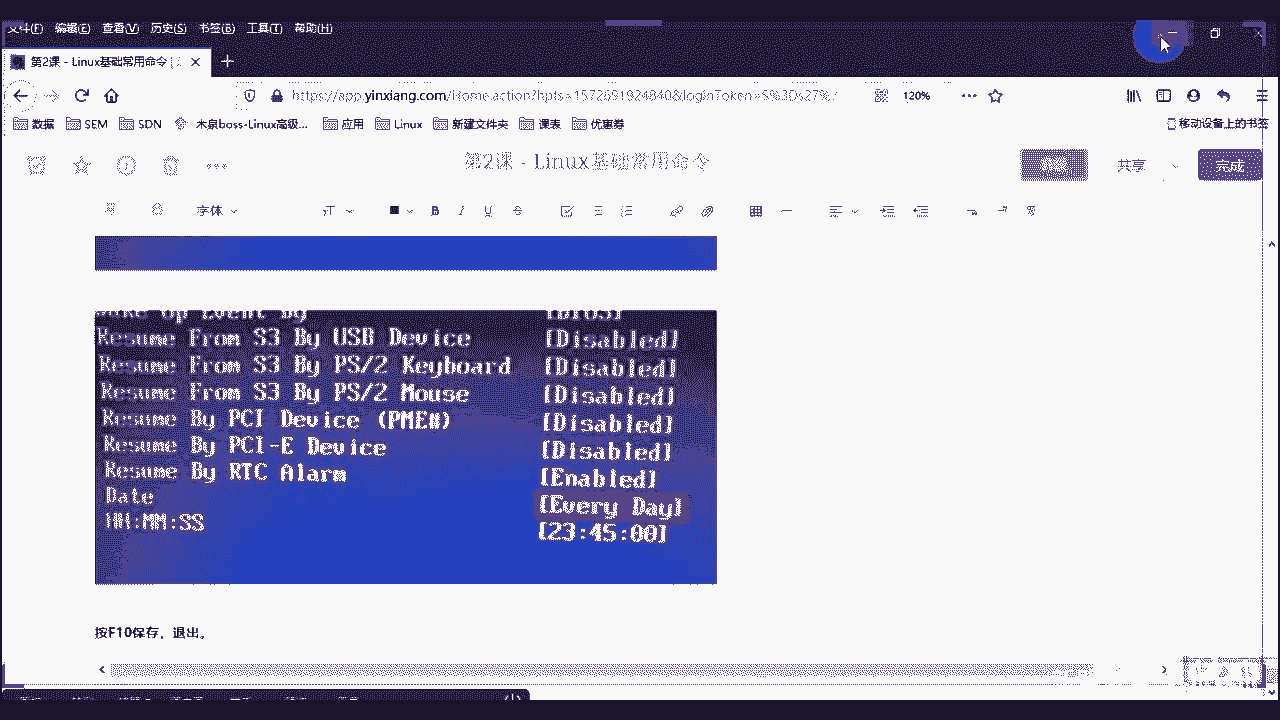 文件(F) 编辑(E) 查看(V) 历史(S) 书签(B) 工具(T) 帮助(H)
第2课 - Linux基础常用命令
https://app.yinxiang.com/Home.action?hpts=1572691924840&login?oken=S%3Ds27%
120%
数据 SEM SDN 木泉boss-Linux高级... 应用 Linux 新建文件夹 课表 优惠券 移动设备上的书签
第2课 - Linux基础常用命令
共享 完成
字体
Resume From S3 By USB Device [Disabled]
Resume From S3 By PS/2 Keyboard [Disabled]
Resume From S3 By PS/2 Mouse [Disabled]
Resume By PCI Device (PME#) [Disabled]
Resume By PCI-E Device [Disabled]
Resume By RTC Alarm [Enabled]
Date [Every Day]
HH:MM:SS [23:45:00]
按F10保存，退出。